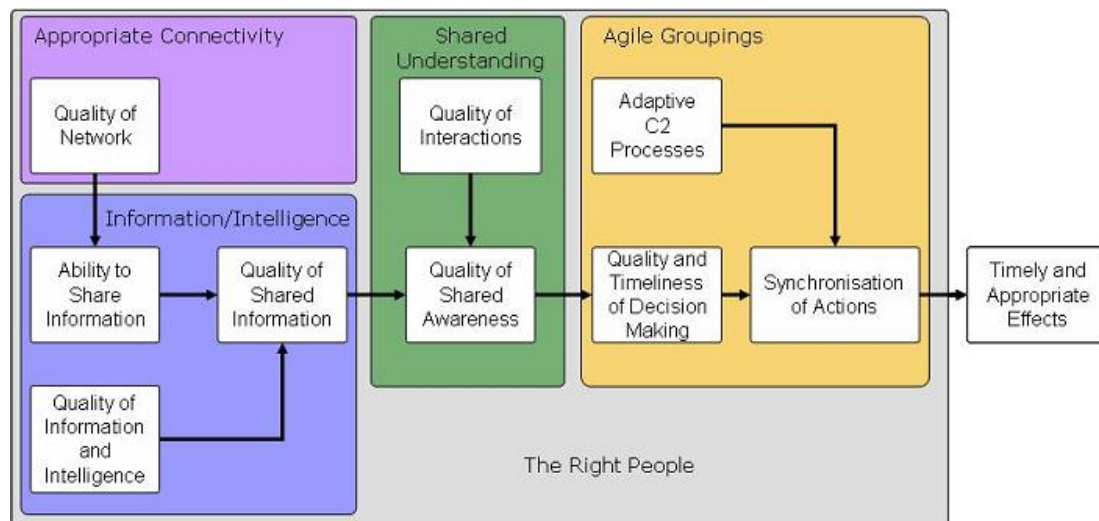 Appropriate Connectivity
Quality of
Network
Information/Intelligence
Ability to
Share
Information
Quality of
Shared
Information
Quality of
Information
and
Intelligence
Shared
Understanding
Quality of
Interactions
Quality of
Shared
Awareness
Agile Groupings
Adaptive
C2
Processes
Quality and
Timeliness
of Decision
Making
Synchronisation
of Actions
Timely and
Appropriate
Effects
The Right People